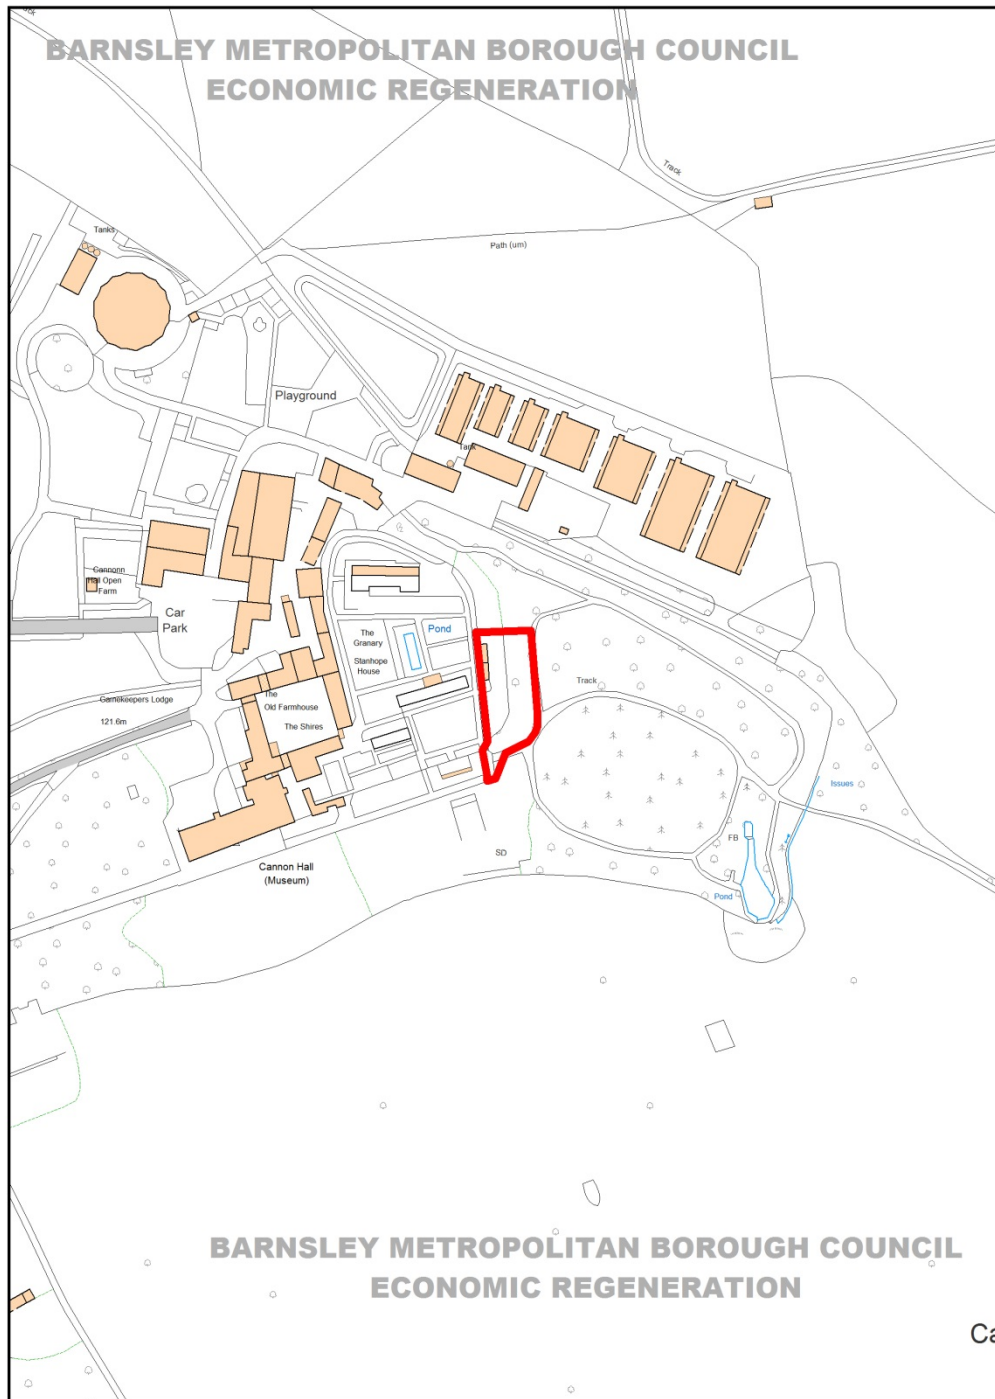 BARNSLEY METROPOLITAN BOROUGH COUNCIL
ECONOMIC REGENERATION
Track
Path (um)
Tanks
Playground
Tank
Cannonn
Hall Open
Farm
Car
Park
The
Granary
Pond
Stanhope
House
Gamekeepers Lodge
121.6m
The
Old Farmhouse
The Shires
Track
Issues
FB
SD
Cannon Hall
(Museum)
Pond
BARNSLEY METROPOLITAN BOROUGH COUNCIL
ECONOMIC REGENERATION
Ca